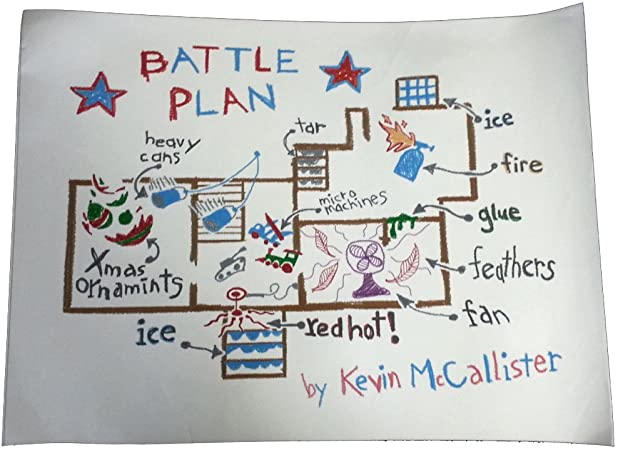 BATTLE
PLAN
heavy
cans
tar
ice
fire
micro
machines
glue
Xmas
ornamints
feathers
fan
ice
red hot!
by Kevin McCallister